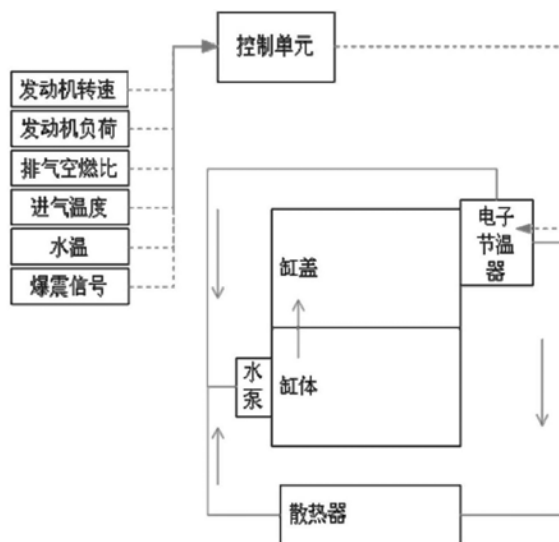 控制单元
发动机转速
发动机负荷
排气空燃比
进气温度
水温
爆震信号
电子
节温
器
缸盖
水
泵
缸体
散热器